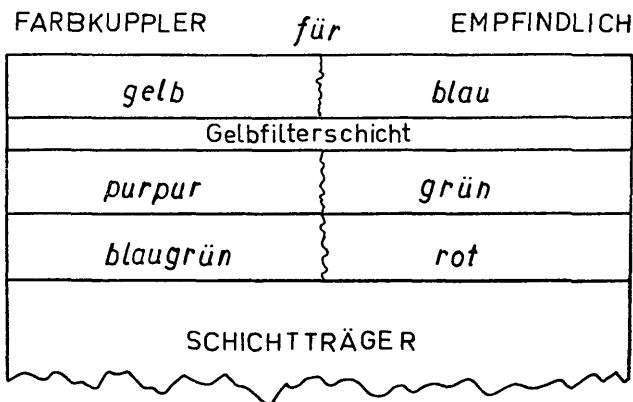 FARBKUPPLER für EMPFINDLICH
gelb blau
Gelbfilterschicht
purpur grün
blaugrün rot
SCHICHTTRÄGER